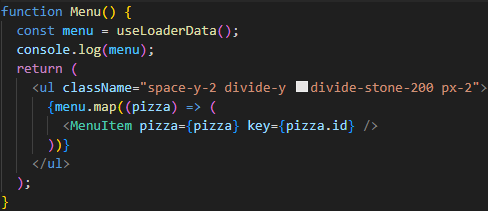 function Menu() {
  const menu = useLoaderData();
  console.log(menu);
  return (
    <ul className="space-y-2 divide-y divide-stone-200 px-2">
      {menu.map((pizza) => (
        <MenuItem pizza={pizza} key={pizza.id} />
      ))}
    </ul>
  );
}